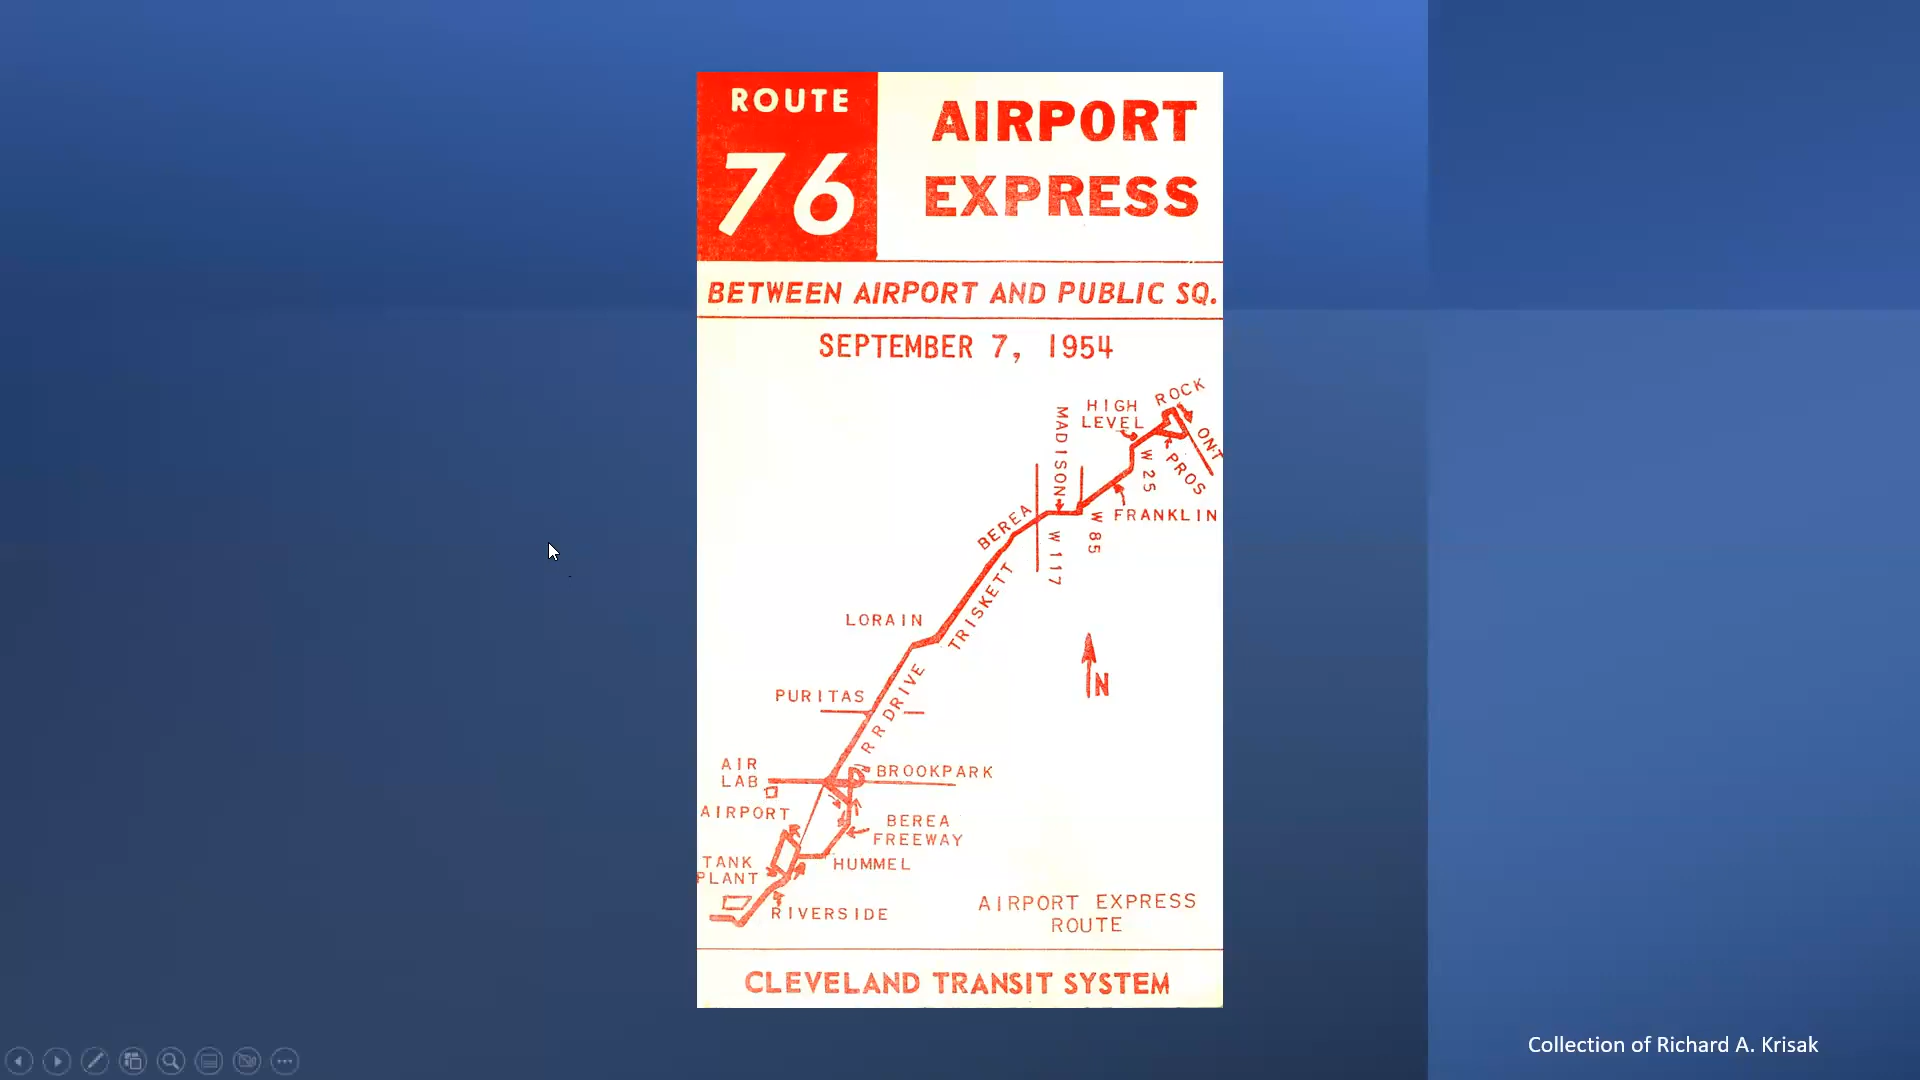 ROUTE
76
AIRPORT
EXPRESS
BETWEEN AIRPORT AND PUBLIC SQ.
SEPTEMBER 7, 1954
ROCK
HIGH
LEVEL
MADISON
ONT
PROS
W 25
FRANKLIN
W 85
BEREA
W 117
TRISKETT
LORAIN
N
R R DRIVE
PURITAS
AIR
LAB
BROOKPARK
AIRPORT
BEREA
FREEWAY
TANK
PLANT
HUMMEL
RIVERSIDE
AIRPORT EXPRESS
ROUTE
CLEVELAND TRANSIT SYSTEM
Collection of Richard A. Krisak